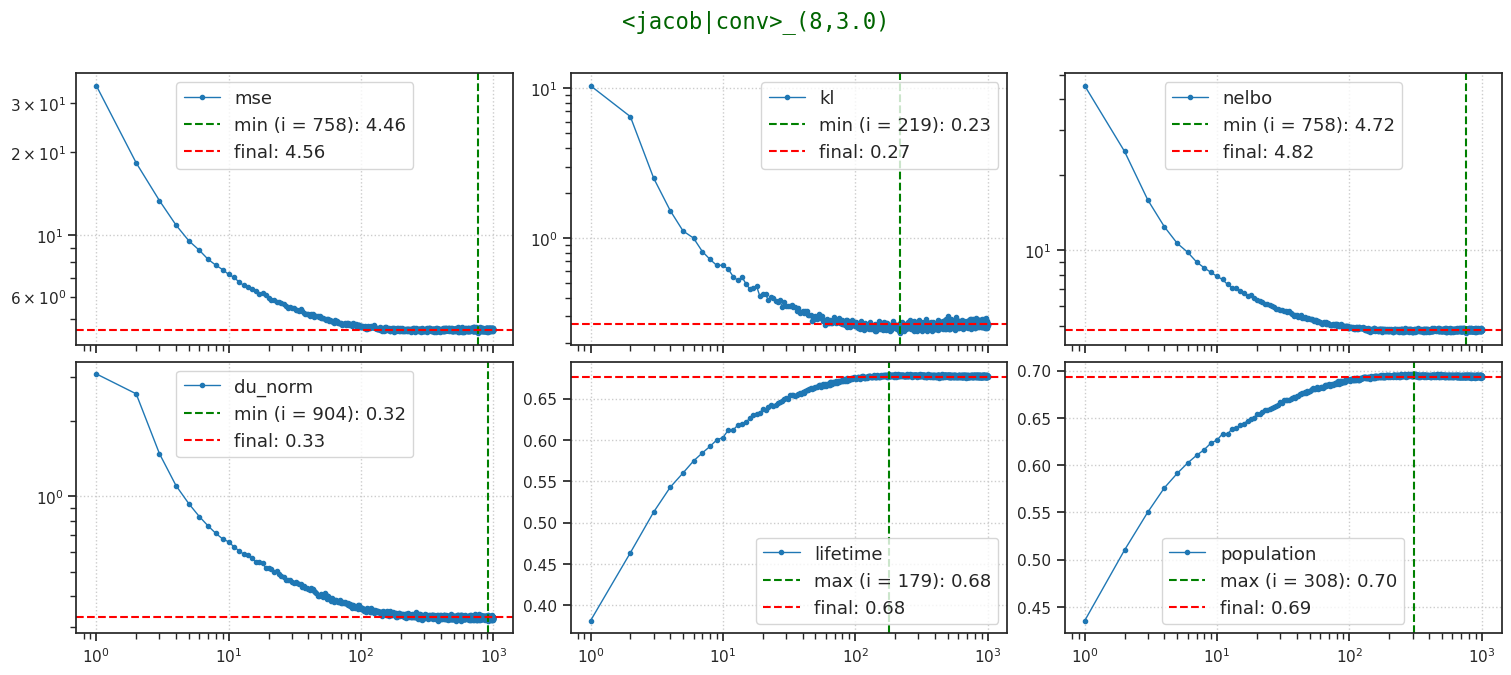 <jacob|conv>_(8,3.0)
mse
min (i = 758): 4.46
final: 4.56
3 × 10¹
2 × 10¹
10¹
6 × 10⁰
kl
min (i = 219): 0.23
final: 0.27
10¹
10⁰
nelbo
min (i = 758): 4.72
final: 4.82
10¹
du_norm
min (i = 904): 0.32
final: 0.33
10⁰
10⁰ 10¹ 10² 10³
lifetime
max (i = 179): 0.68
final: 0.68
0.65
0.60
0.55
0.50
0.45
0.40
10⁰ 10¹ 10² 10³
population
max (i = 308): 0.70
final: 0.69
0.70
0.65
0.60
0.55
0.50
0.45
10⁰ 10¹ 10² 10³